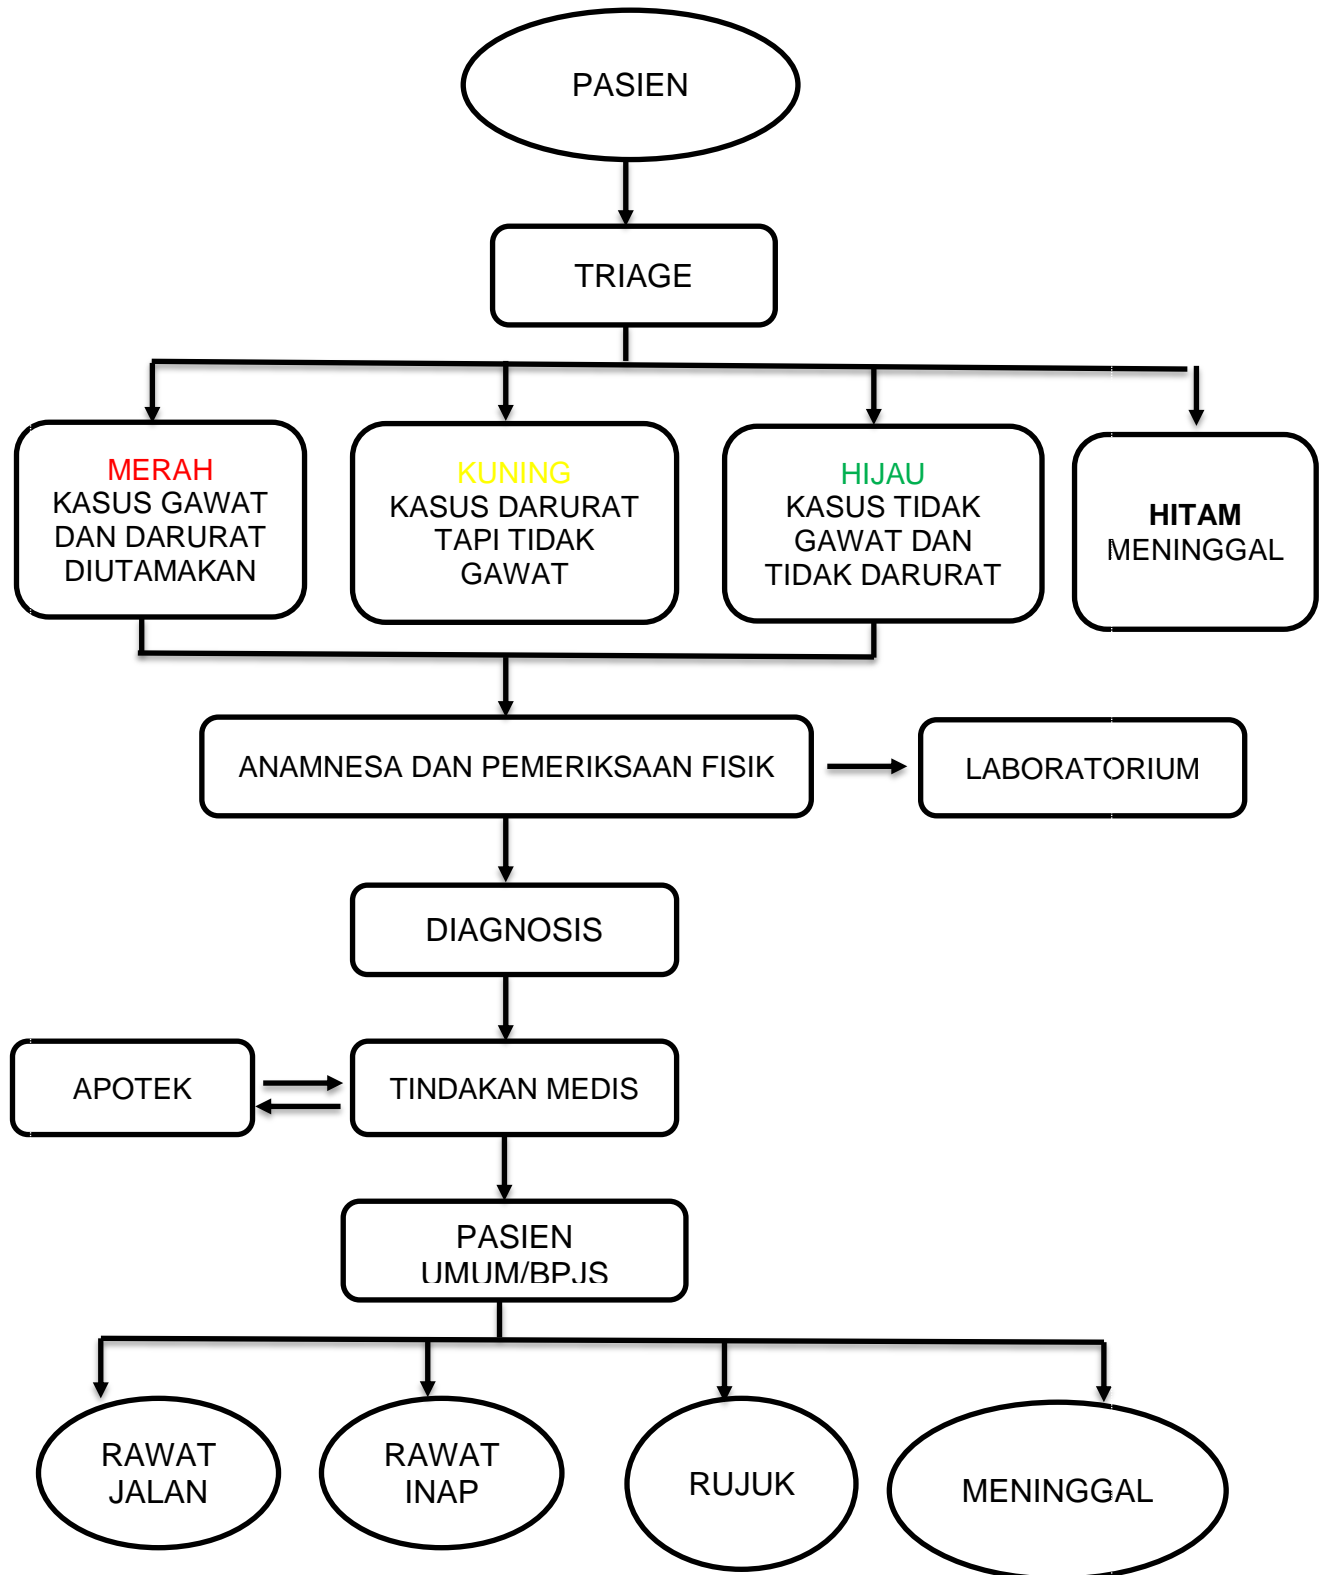 PASIEN
TRIAGE
MERAH
KASUS GAWAT
DAN DARURAT
DIUTAMAKAN
KUNING
KASUS DARURAT
TAPI TIDAK
GAWAT
HIJAU
KASUS TIDAK
GAWAT DAN
TIDAK DARURAT
HITAM
MENINGGAL
ANAMNESA DAN PEMERIKSAAN FISIK
LABORATORIUM
DIAGNOSIS
APOTEK
TINDAKAN MEDIS
PASIEN
UMUM/BPJS
RAWAT
JALAN
RAWAT
INAP
RUJUK
MENINGGAL